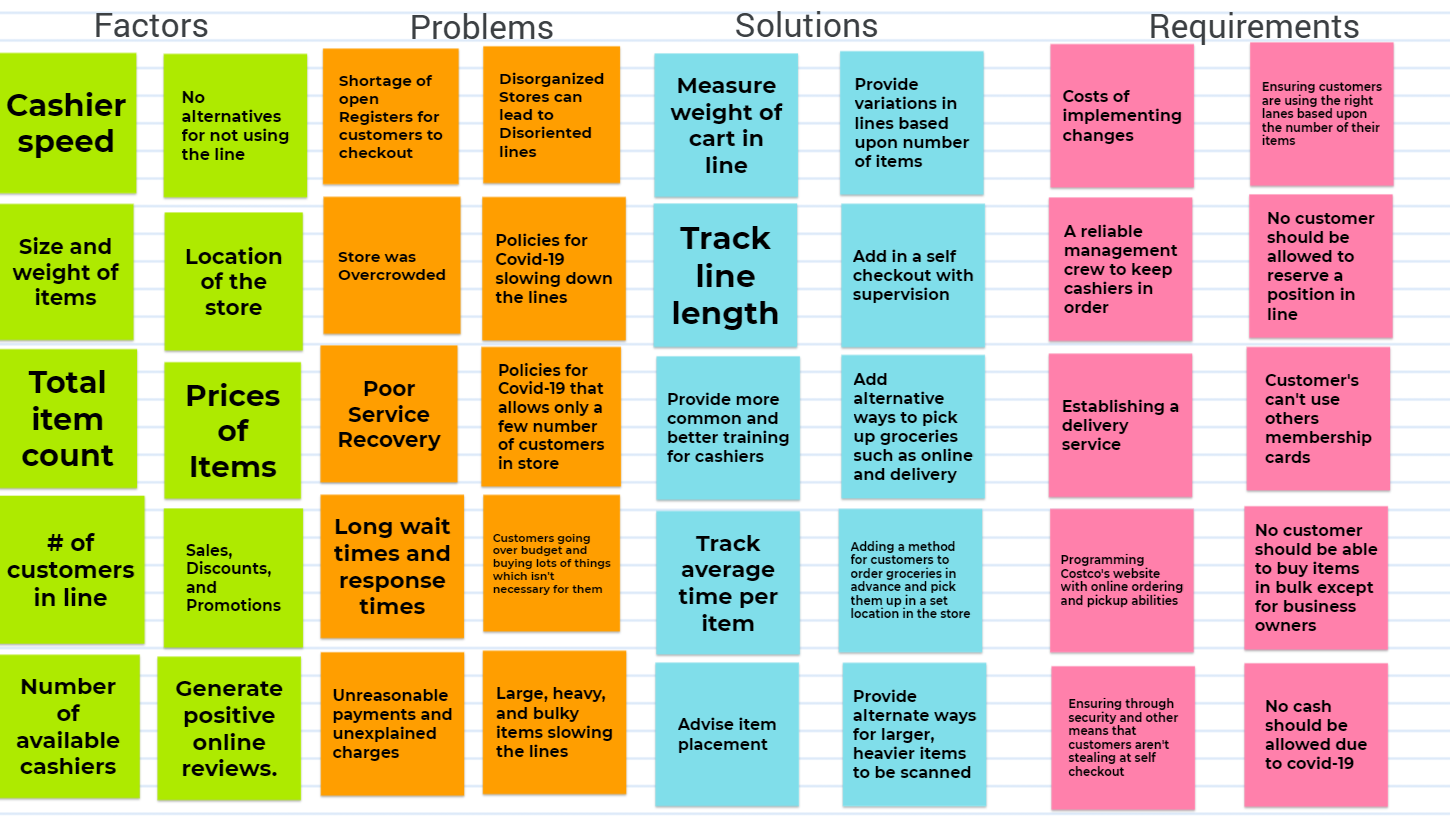 Factors
Problems
Solutions
Requirements
Cashier
speed
No
alternatives
for not using
the line
Shortage of
open
Registers for
customers to
checkout
Disorganized
Stores can
lead to
Disoriented
lines
Measure
weight of
cart in
line
Provide
variations in
lines based
upon number
of items
Costs of
implementing
changes
Ensuring customers
are using the right
lanes based upon
the number of their
items
Size and
weight of
items
Location
of the
store
Store was
Overcrowded
Policies for
Covid-19
slowing down
the lines
Track
line
length
Add in a self
checkout with
supervision
A reliable
management
crew to keep
cashiers in
order
No customer
should be
allowed to
reserve a
position in
line
Total
item
count
Prices
of
Items
Poor
Service
Recovery
Policies for
Covid-19 that
allows only a
few number
of customers
in store
Provide more
common and
better training
for cashiers
Add
alternative
ways to pick
up groceries
such as online
and delivery
Establishing a
delivery
service
Customer's
can't use
others
membership
cards
# of
customers
in line
Sales,
Discounts,
and
Promotions
Long wait
times and
response
times
Customers going
over budget and
buying lots of things
which isn't
necessary for them
Track
average
time per
item
Adding a method
for customers to
order groceries in
advance and pick
them up in a set
location in the store
Programming
Costco's website
with online ordering
and pickup abilities
No customer
should be able
to buy items
in bulk except
for business
owners
Number
of
available
cashiers
Generate
positive
online
reviews.
Unreasonable
payments and
unexplained
charges
Large, heavy,
and bulky
items slowing
the lines
Advise item
placement
Provide
alternate ways
for larger,
heavier items
to be scanned
Ensuring through
security and other
means that
customers aren't
stealing at self
checkout
No cash
should be
allowed due
to covid-19